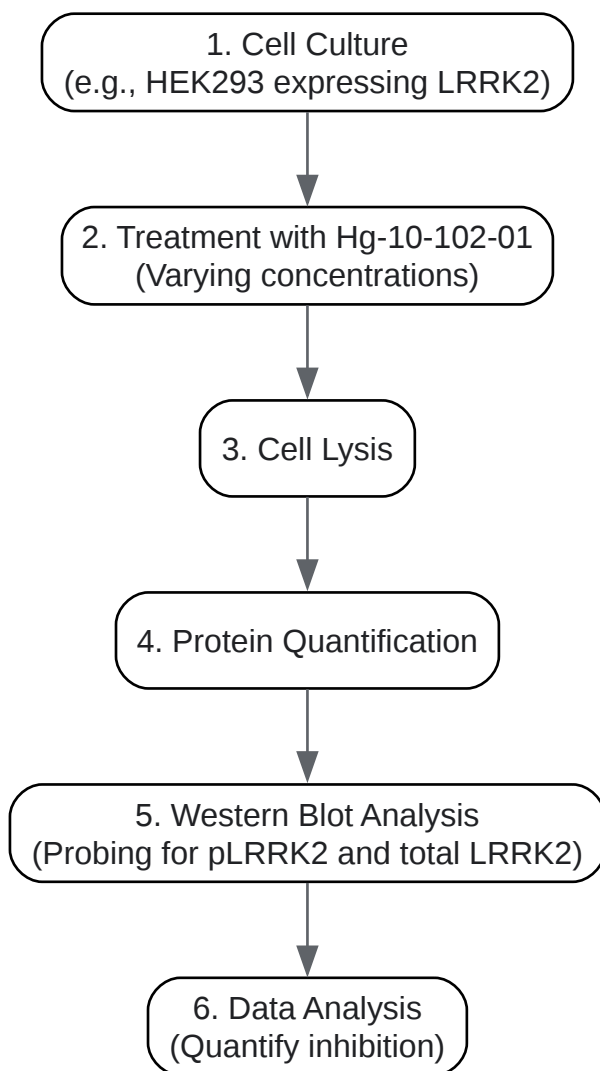 1. Cell Culture
(e.g., HEK293 expressing LRRK2)
2. Treatment with Hg-10-102-01
(Varying concentrations)
3. Cell Lysis
4. Protein Quantification
5. Western Blot Analysis
(Probing for pLRRK2 and total LRRK2)
6. Data Analysis
(Quantify inhibition)